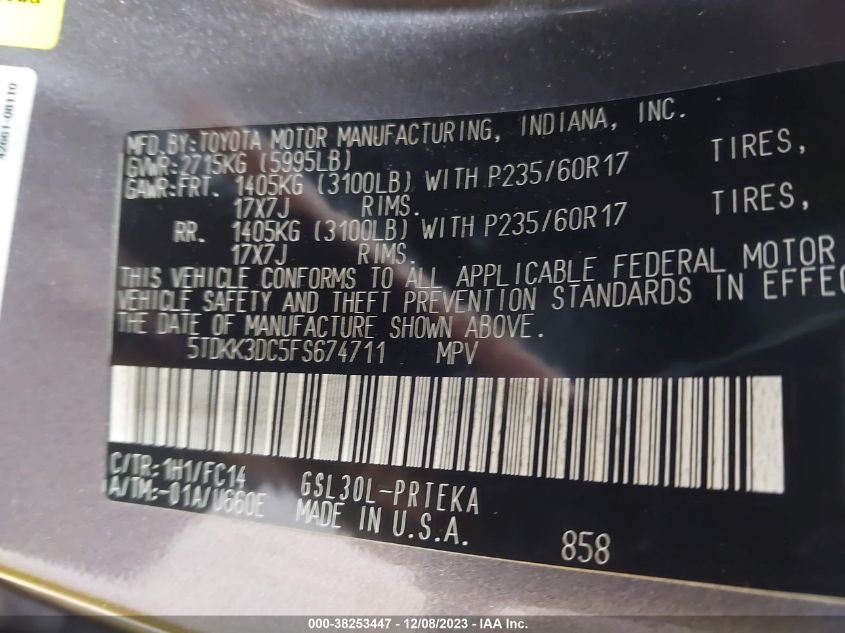 42661-08110
MFD. BY: TOYOTA MOTOR MANUFACTURING, INDIANA, INC.
GVWR: 2715KG (5995LB)
GAWR: FRT. 1405KG (3100LB) WITH P235/60R17 TIRES,
17X7J RIMS.
RR. 1405KG (3100LB) WITH P235/60R17 TIRES,
17X7J RIMS.
THIS VEHICLE CONFORMS TO ALL APPLICABLE FEDERAL MOTOR
VEHICLE SAFETY AND THEFT PREVENTION STANDARDS IN EFFEC
THE DATE OF MANUFACTURE SHOWN ABOVE.
5TDKK3DC5FS674711 MPV
C/TR: 1H1/FC14 GSL30L-PRTEKA
A/TM:-01A/U660E MADE IN U.S.A. 858
000-38253447 - 12/08/2023 - IAA Inc.